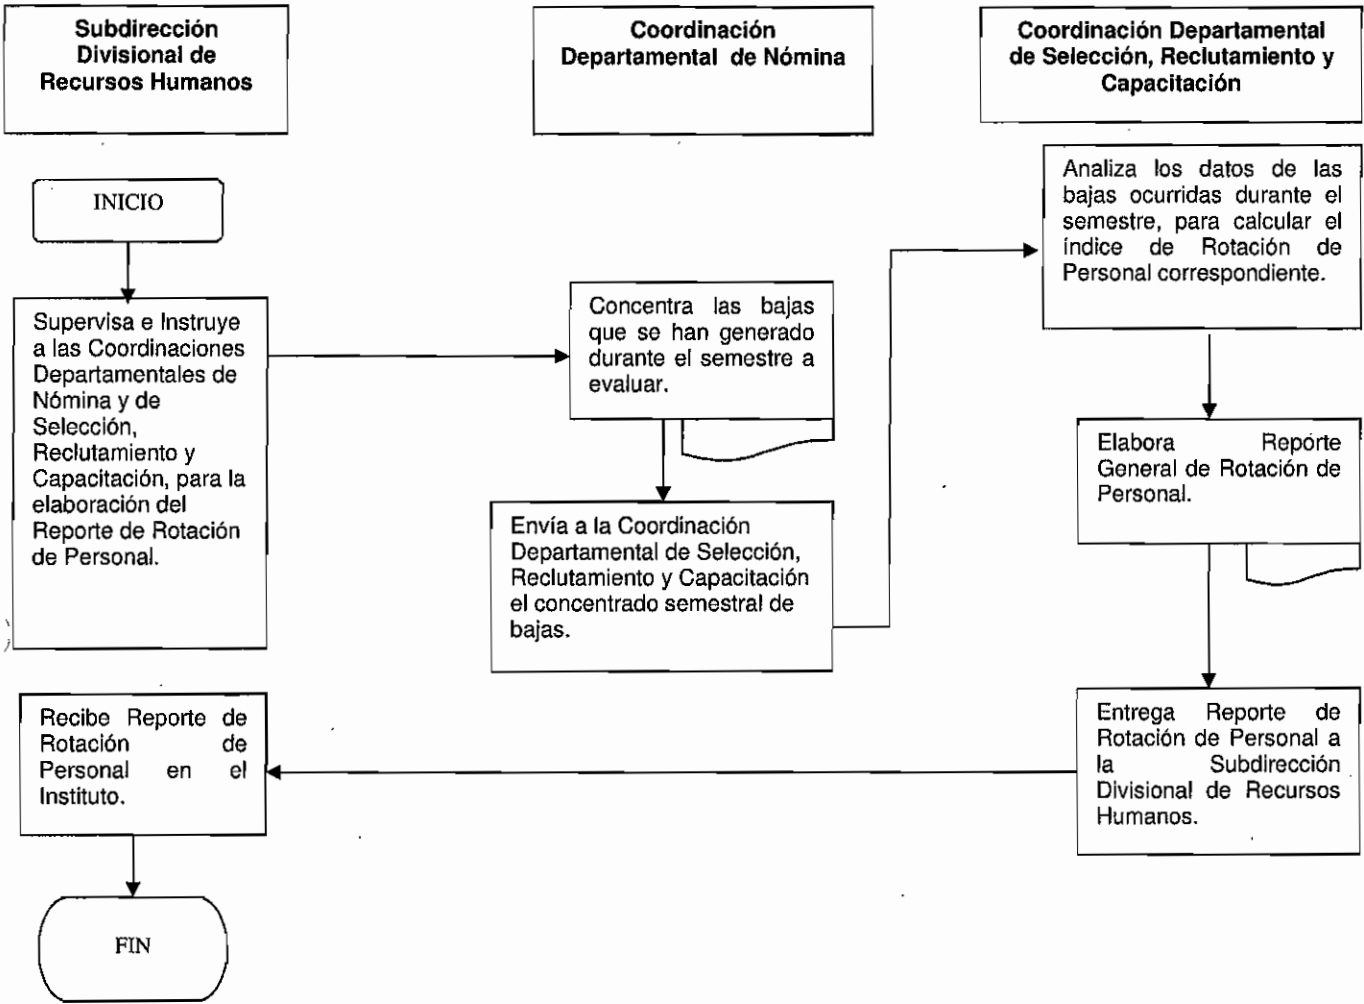 Subdirección
Divisional de
Recursos Humanos
Coordinación
Departamental de Nómina
Coordinación Departamental
de Selección, Reclutamiento y
Capacitación
INICIO
Supervisa e Instruye
a las Coordinaciones
Departamentales de
Nómina y de
Selección,
Reclutamiento y
Capacitación, para la
elaboración del
Reporte de Rotación
de Personal.
Concentra las bajas
que se han generado
durante el semestre a
evaluar.
Envía a la Coordinación
Departamental de Selección,
Reclutamiento y Capacitación
el concentrado semestral de
bajas.
Analiza los datos de las
bajas ocurridas durante el
semestre, para calcular el
índice de Rotación de
Personal correspondiente.
Elabora Reporte
General de Rotación de
Personal.
Entrega Reporte de
Rotación de Personal a
la Subdirección
Divisional de Recursos
Humanos.
Recibe Reporte de
Rotación de
Personal en el
Instituto.
FIN